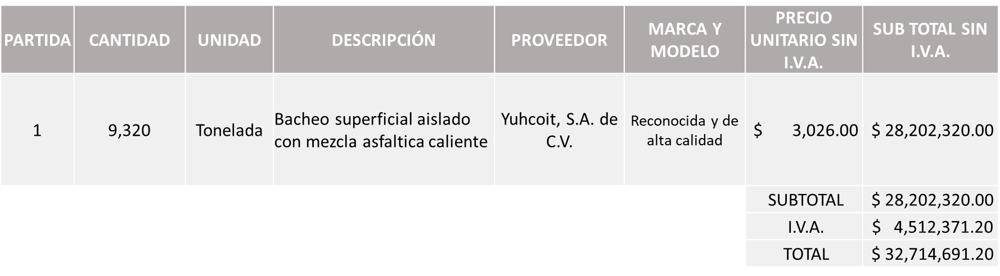 PARTIDA CANTIDAD UNIDAD DESCRIPCIÓN PROVEEDOR MARCA Y MODELO PRECIO UNITARIO SIN I.V.A. SUB TOTAL SIN I.V.A.
1 9,320 Tonelada Bacheo superficial aislado con mezcla asfaltica caliente Yuhcoit, S.A. de C.V. Reconocida y de alta calidad $ 3,026.00 $ 28,202,320.00
SUBTOTAL $ 28,202,320.00
I.V.A. $ 4,512,371.20
TOTAL $ 32,714,691.20